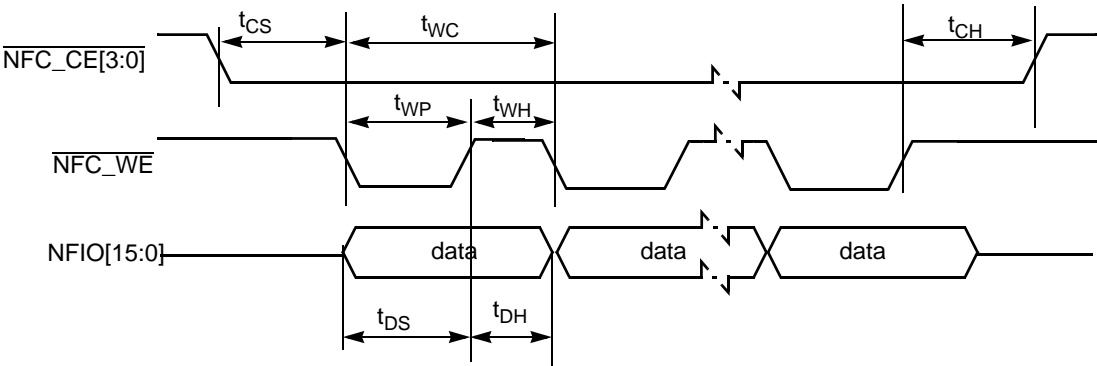 tCS
tWC
tCH
NFC_CE[3:0]
tWP
tWH
NFC_WE
NFIO[15:0]
data
data
data
tDS
tDH